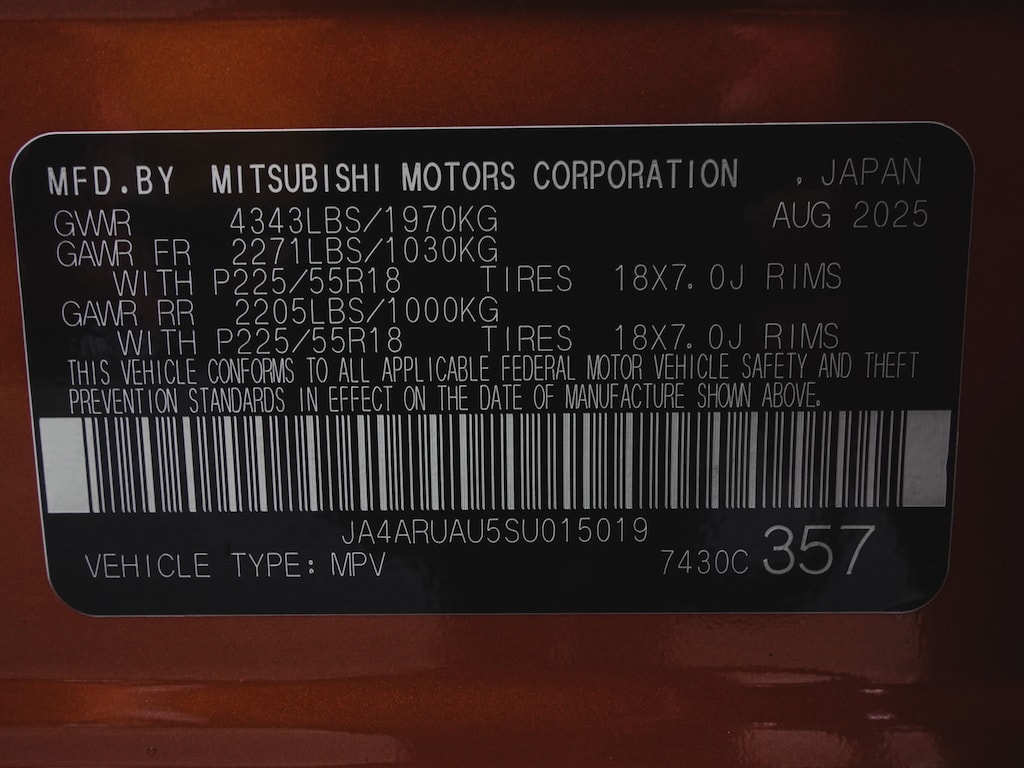 MFD.BY MITSUBISHI MOTORS CORPORATION , JAPAN
GVWR 4343LBS/1970KG AUG 2025
GAWR FR 2271LBS/1030KG
WITH P225/55R18 TIRES 18X7.0J RIMS
GAWR RR 2205LBS/1000KG
WITH P225/55R18 TIRES 18X7.0J RIMS
THIS VEHICLE CONFORMS TO ALL APPLICABLE FEDERAL MOTOR VEHICLE SAFETY AND THEFT
PREVENTION STANDARDS IN EFFECT ON THE DATE OF MANUFACTURE SHOWN ABOVE.
JA4ARUAU5SU015019
VEHICLE TYPE: MPV 7430C 357